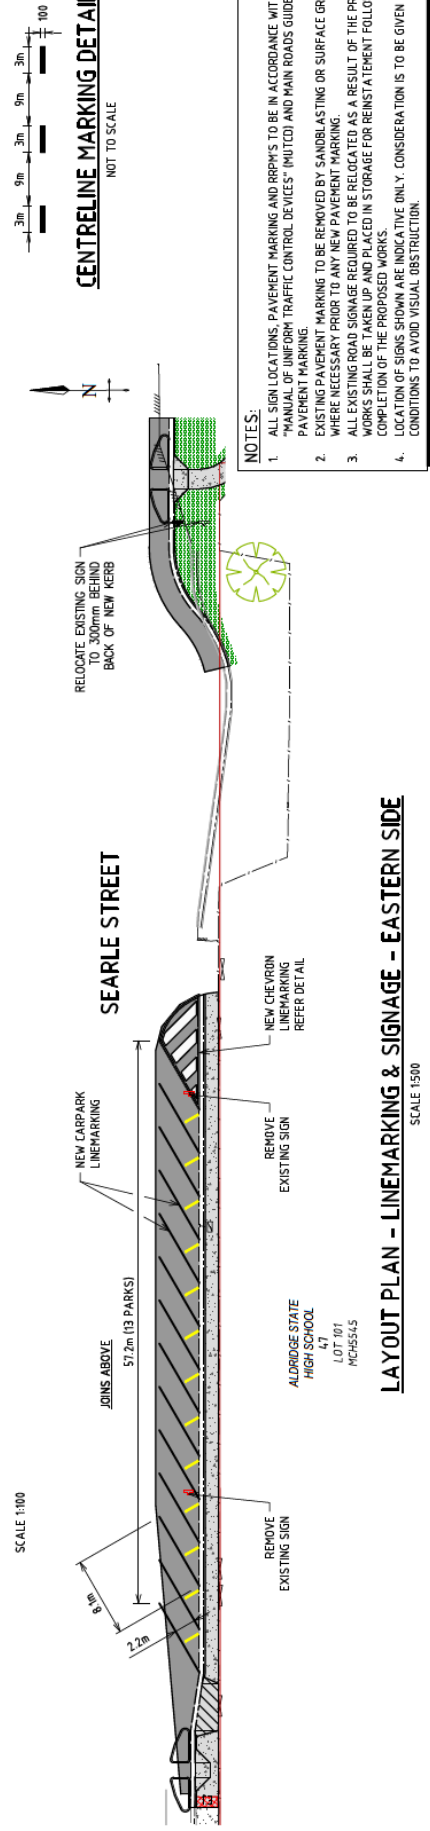 SCALE 1:100
3m
9m
3m
9m
3m
100
CENTRELINE MARKING DETAI
NOT TO SCALE
N
RELOCATE EXISTING SIGN
TO 300mm BEHIND
BACK OF NEW KERB
SEARLE STREET
NEW CARPARK
LINEMARKING
JOINS ABOVE
57.2m (13 PARKS)
8.1m
2.2m
REMOVE
EXISTING SIGN
REMOVE
EXISTING SIGN
NEW CHEVRON
LINEMARKING
REFER DETAIL
ALDRIDGE STATE
HIGH SCHOOL
47
LOT 101
MCH5545
LAYOUT PLAN - LINEMARKING & SIGNAGE - EASTERN SIDE
SCALE 1:500
NOTES:
1. ALL SIGN LOCATIONS, PAVEMENT MARKING AND RRPM'S TO BE IN ACCORDANCE WIT
"MANUAL OF UNIFORM TRAFFIC CONTROL DEVICES" (MUTCD) AND MAIN ROADS GUIDE
PAVEMENT MARKING.
2. EXISTING PAVEMENT MARKING TO BE REMOVED BY SANDBLASTING OR SURFACE GR
WHERE NECESSARY PRIOR TO ANY NEW PAVEMENT MARKING.
3. ALL EXISTING ROAD SIGNAGE REQUIRED TO BE RELOCATED AS A RESULT OF THE PR
WORKS SHALL BE TAKEN UP AND PLACED IN STORAGE FOR REINSTATEMENT FOLLO
COMPLETION OF THE PROPOSED WORKS.
4. LOCATION OF SIGNS SHOWN ARE INDICATIVE ONLY. CONSIDERATION IS TO BE GIVEN
CONDITIONS TO AVOID VISUAL OBSTRUCTION.